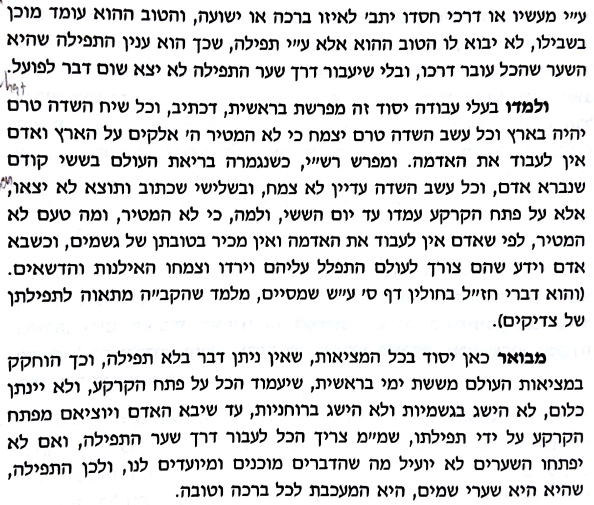 ע״י מעשיו או דרכי חסדו יתב׳ לאיזו ברכה או ישועה, והטוב ההוא עומד מוכן
בשבילו, לא יבוא לו הטוב ההוא אלא ע״י תפילה, שכך הוא ענין התפילה שהיא
השער שהכל עובר דרכו, ובלי שיעבור דרך שער התפילה לא יצא שום דבר לפועל.
ולמדו בעלי עבודה יסוד זה מפרשת בראשית, דכתיב, וכל שיח השדה טרם
יהיה בארץ וכל עשב השדה טרם יצמח כי לא המטיר ה׳ אלקים על הארץ ואדם
אין לעבוד את האדמה. ומפרש רש״י, כשנגמרה בריאת העולם בששי קודם
שנברא אדם, וכל עשב השדה עדיין לא צמח, ובשלישי שכתוב ותוצא לא יצאו,
אלא על פתח הקרקע עמדו עד יום הששי, ולמה, כי לא המטיר, ומה טעם לא
המטיר, לפי שאדם אין לעבוד את האדמה ואין מכיר בטובתן של גשמים, וכשבא
אדם וידע שהם צורך לעולם התפלל עליהם וירדו וצמחו האילנות והדשאים.
(והוא דברי חז״ל בחולין דף ס׳ ע״ש שמסיים, מלמד שהקב״ה מתאוה לתפילתן
של צדיקים).
מבואר כאן יסוד בכל המציאות, שאין ניתן דבר בלא תפילה, וכך הוחקק
במציאות העולם מששת ימי בראשית, שיעמוד הכל על פתח הקרקע, ולא יינתן
כלום, לא הישג בגשמיות ולא הישג ברוחניות, עד שיבא האדם ויוציאם מפתח
הקרקע על ידי תפילתו, שמ״מ צריך הכל לעבור דרך שער התפילה, ואם לא
יפתחו השערים לא יועיל מה שהדברים מוכנים ומיועדים לנו, ולכן התפילה,
שהיא היא שערי שמים, היא המעכבת לכל ברכה וטובה.